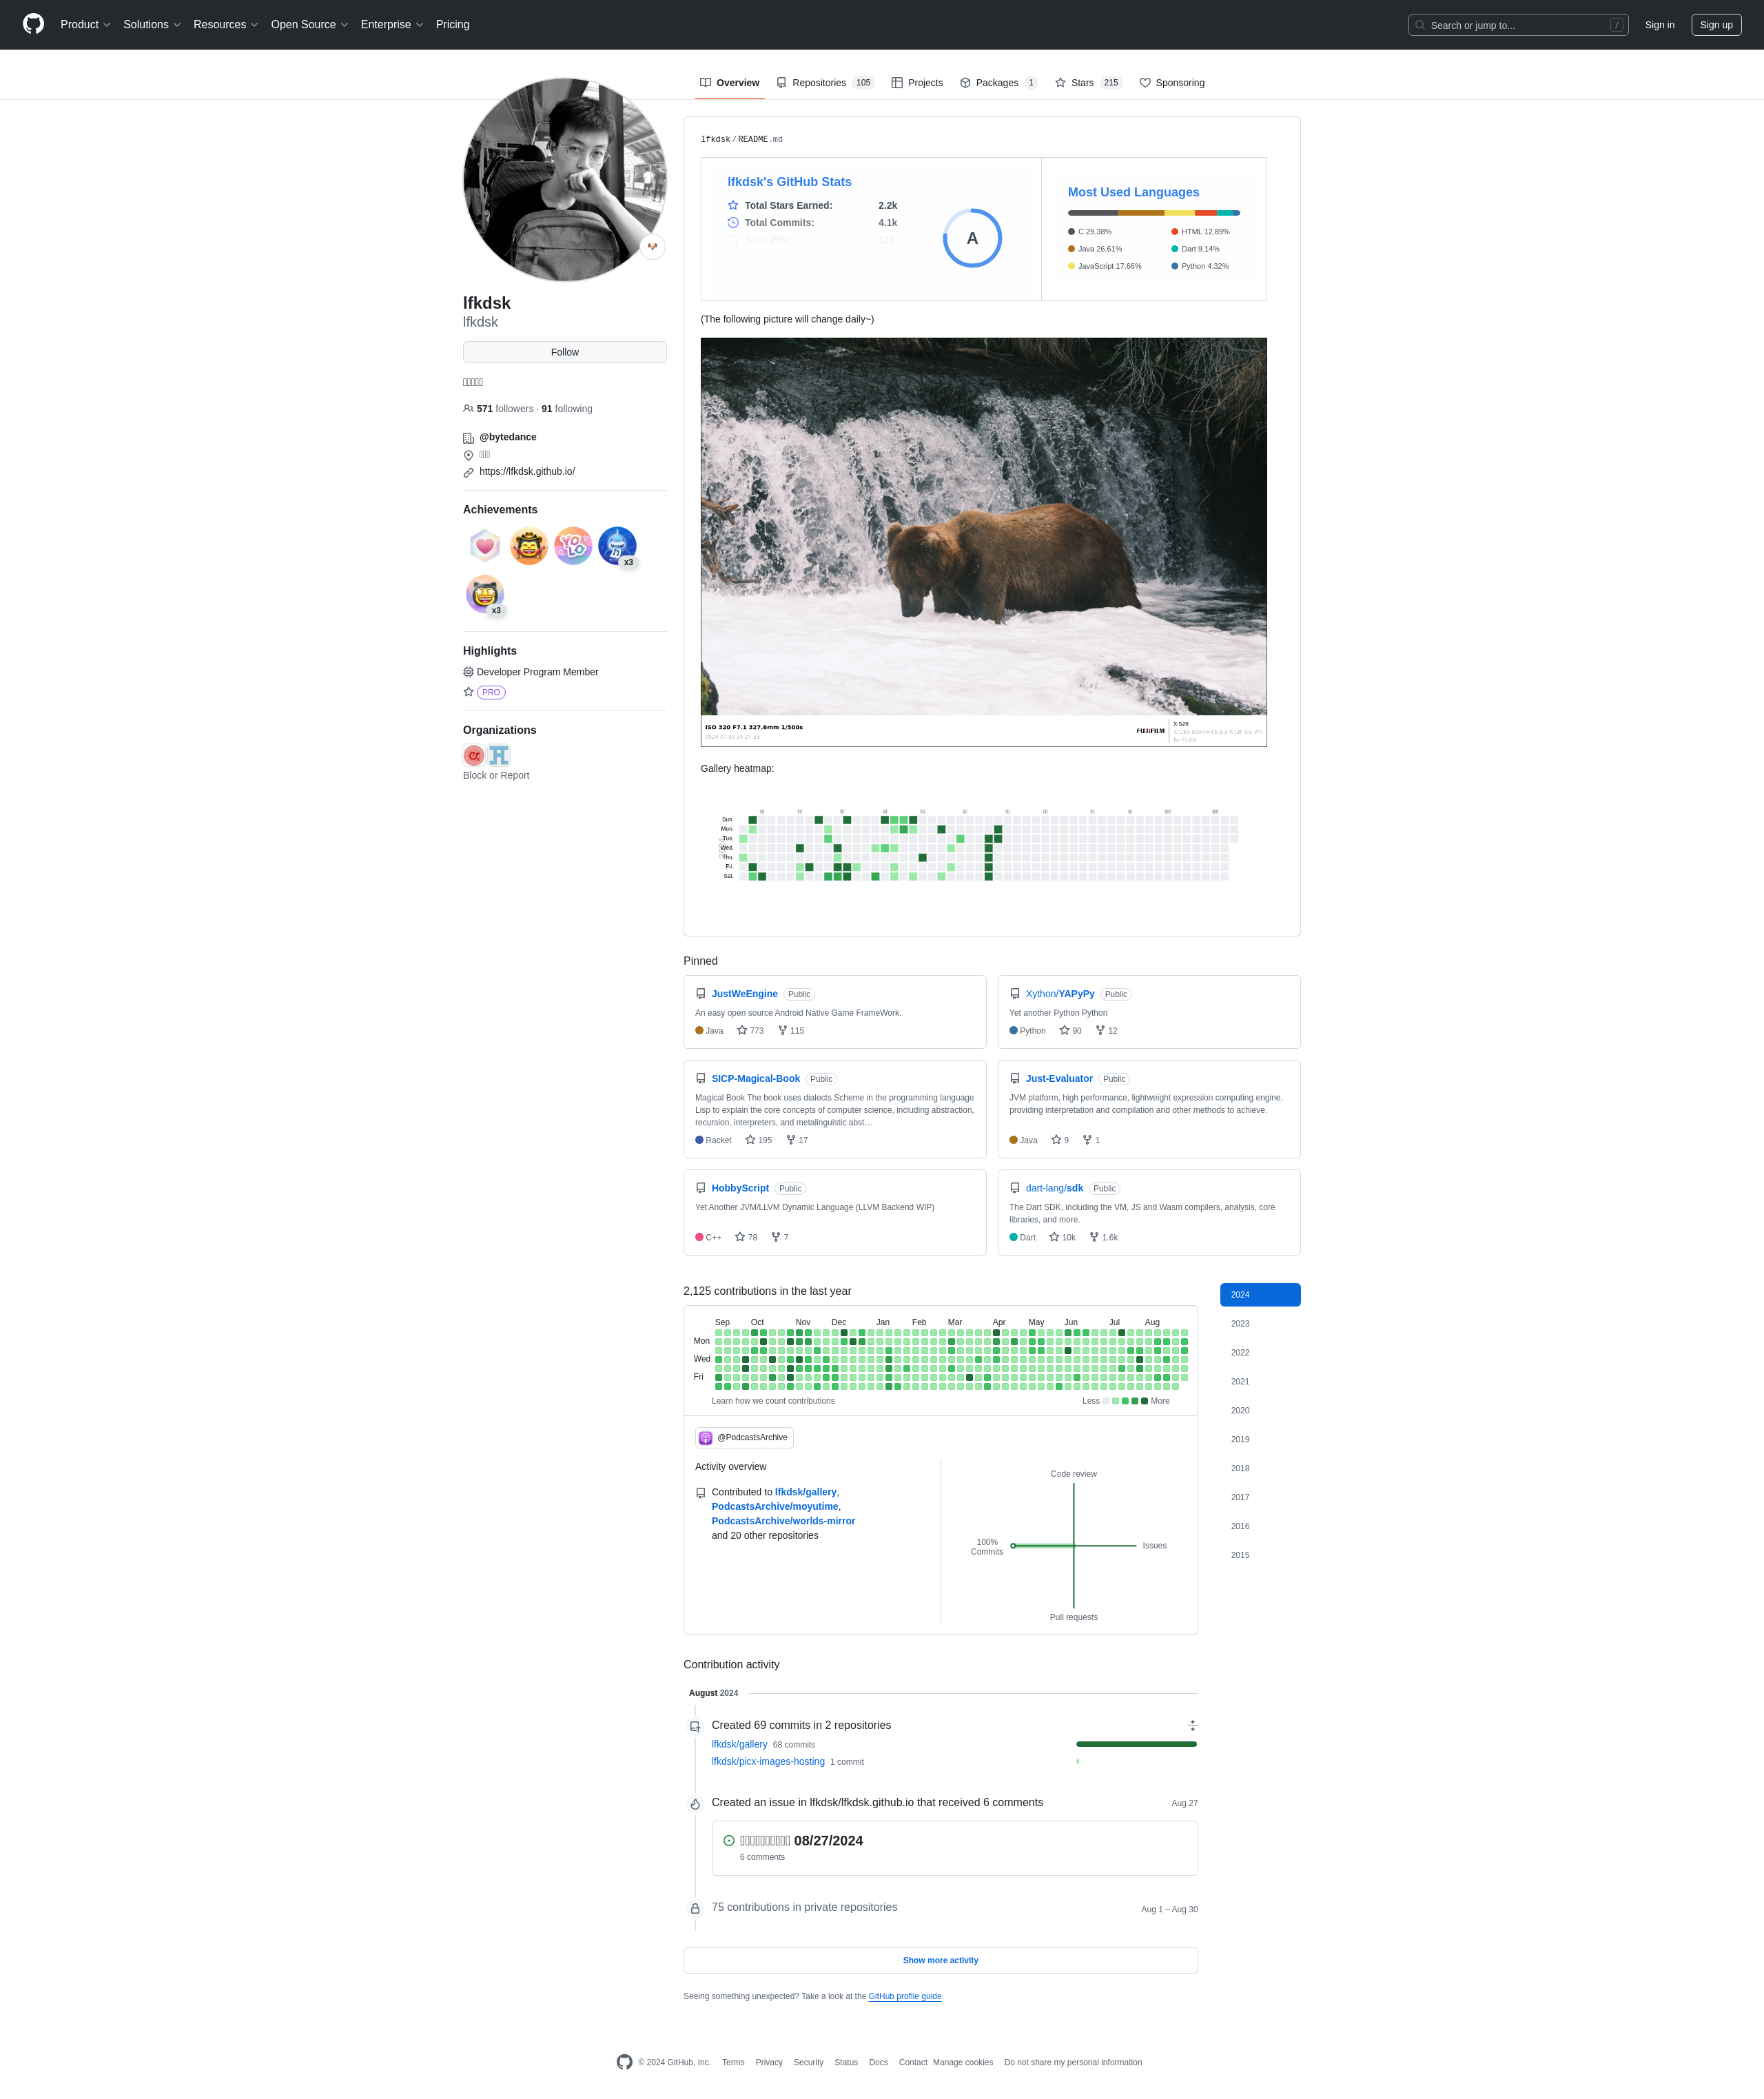 Product
Solutions
Resources
Open Source
Enterprise
Pricing
Search or jump to...
/
Sign in
Sign up
Overview
Repositories 105
Projects
Packages 1
Stars 215
Sponsoring
lfkdsk
lfkdsk
Follow
571 followers · 91 following
@bytedance
https://lfkdsk.github.io/
Achievements
x3
x3
Highlights
Developer Program Member
PRO
Organizations
Block or Report
lfkdsk / README.md
lfkdsk's GitHub Stats
Total Stars Earned: 2.2k
Total Commits: 4.1k
Total PRs:
A
Most Used Languages
C 29.38%
Java 26.61%
JavaScript 17.66%
HTML 12.89%
Dart 9.14%
Python 4.32%
(The following picture will change daily~)
ISO 320 F7.1 327.6mm 1/500s
FUJIFILM
X-S20
Gallery heatmap:
Sun.
Mon.
Tue.
Wed.
Thu.
Fri.
Sat.
Pinned
JustWeEngine Public
An easy open source Android Native Game FrameWork.
Java 773 115
Xython/YAPyPy Public
Yet another Python Python
Python 90 12
SICP-Magical-Book Public
Magical Book The book uses dialects Scheme in the programming language
Lisp to explain the core concepts of computer science, including abstraction,
recursion, interpreters, and metalinguistic abst…
Racket 195 17
Just-Evaluator Public
JVM platform, high performance, lightweight expression computing engine,
providing interpretation and compilation and other methods to achieve.
Java 9 1
HobbyScript Public
Yet Another JVM/LLVM Dynamic Language (LLVM Backend WIP)
C++ 78 7
dart-lang/sdk Public
The Dart SDK, including the VM, JS and Wasm compilers, analysis, core
libraries, and more.
Dart 10k 1.6k
2,125 contributions in the last year
Sep Oct Nov Dec Jan Feb Mar Apr May Jun Jul Aug
Mon
Wed
Fri
Learn how we count contributions
Less More
2024
2023
2022
2021
2020
2019
2018
2017
2016
2015
@PodcastsArchive
Activity overview
Contributed to lfkdsk/gallery,
PodcastsArchive/moyutime,
PodcastsArchive/worlds-mirror
and 20 other repositories
Code review
100%
Commits
Issues
Pull requests
Contribution activity
August 2024
Created 69 commits in 2 repositories
lfkdsk/gallery 68 commits
lfkdsk/picx-images-hosting 1 commit
Created an issue in lfkdsk/lfkdsk.github.io that received 6 comments Aug 27
08/27/2024
6 comments
75 contributions in private repositories Aug 1 – Aug 30
Show more activity
Seeing something unexpected? Take a look at the GitHub profile guide.
© 2024 GitHub, Inc.
Terms
Privacy
Security
Status
Docs
Contact
Manage cookies
Do not share my personal information